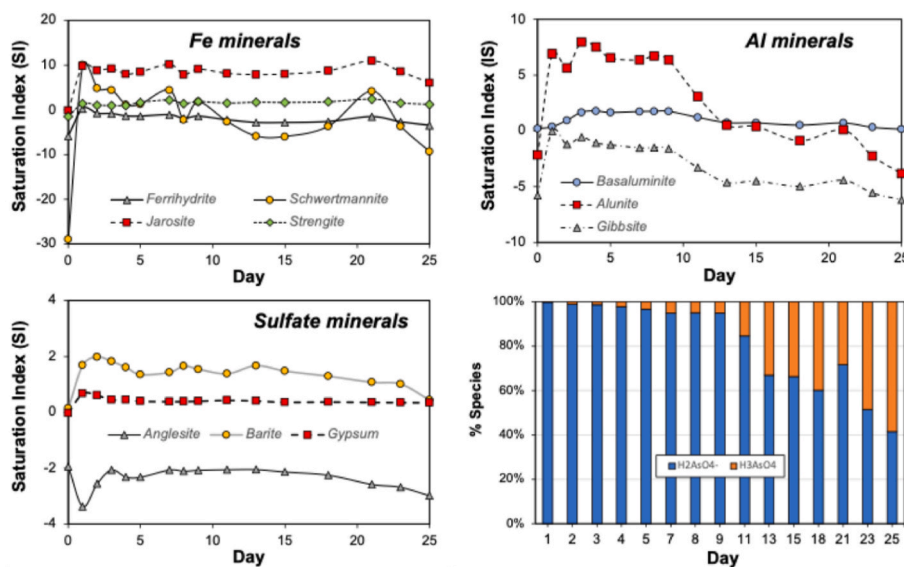 Fe minerals
Saturation Index (SI)
20
10
0
-10
-20
-30
Ferrihydrite
Schwertmannite
Jarosite
Strengite
0
5
10
15
20
25
Day
Al minerals
Saturation Index (IS)
10
5
0
-5
-10
Basaluminite
Alunite
Gibbsite
0
5
10
15
20
25
Day
Sulfate minerals
Saturation Index (SI)
4
2
0
-2
-4
Anglesite
Barite
Gypsum
0
5
10
15
20
25
Day
% Species
100%
80%
60%
40%
20%
0%
H2AsO4-
H3AsO4
1 2 3 4 5 7 8 9 11 13 15 18 21 23 25
Day